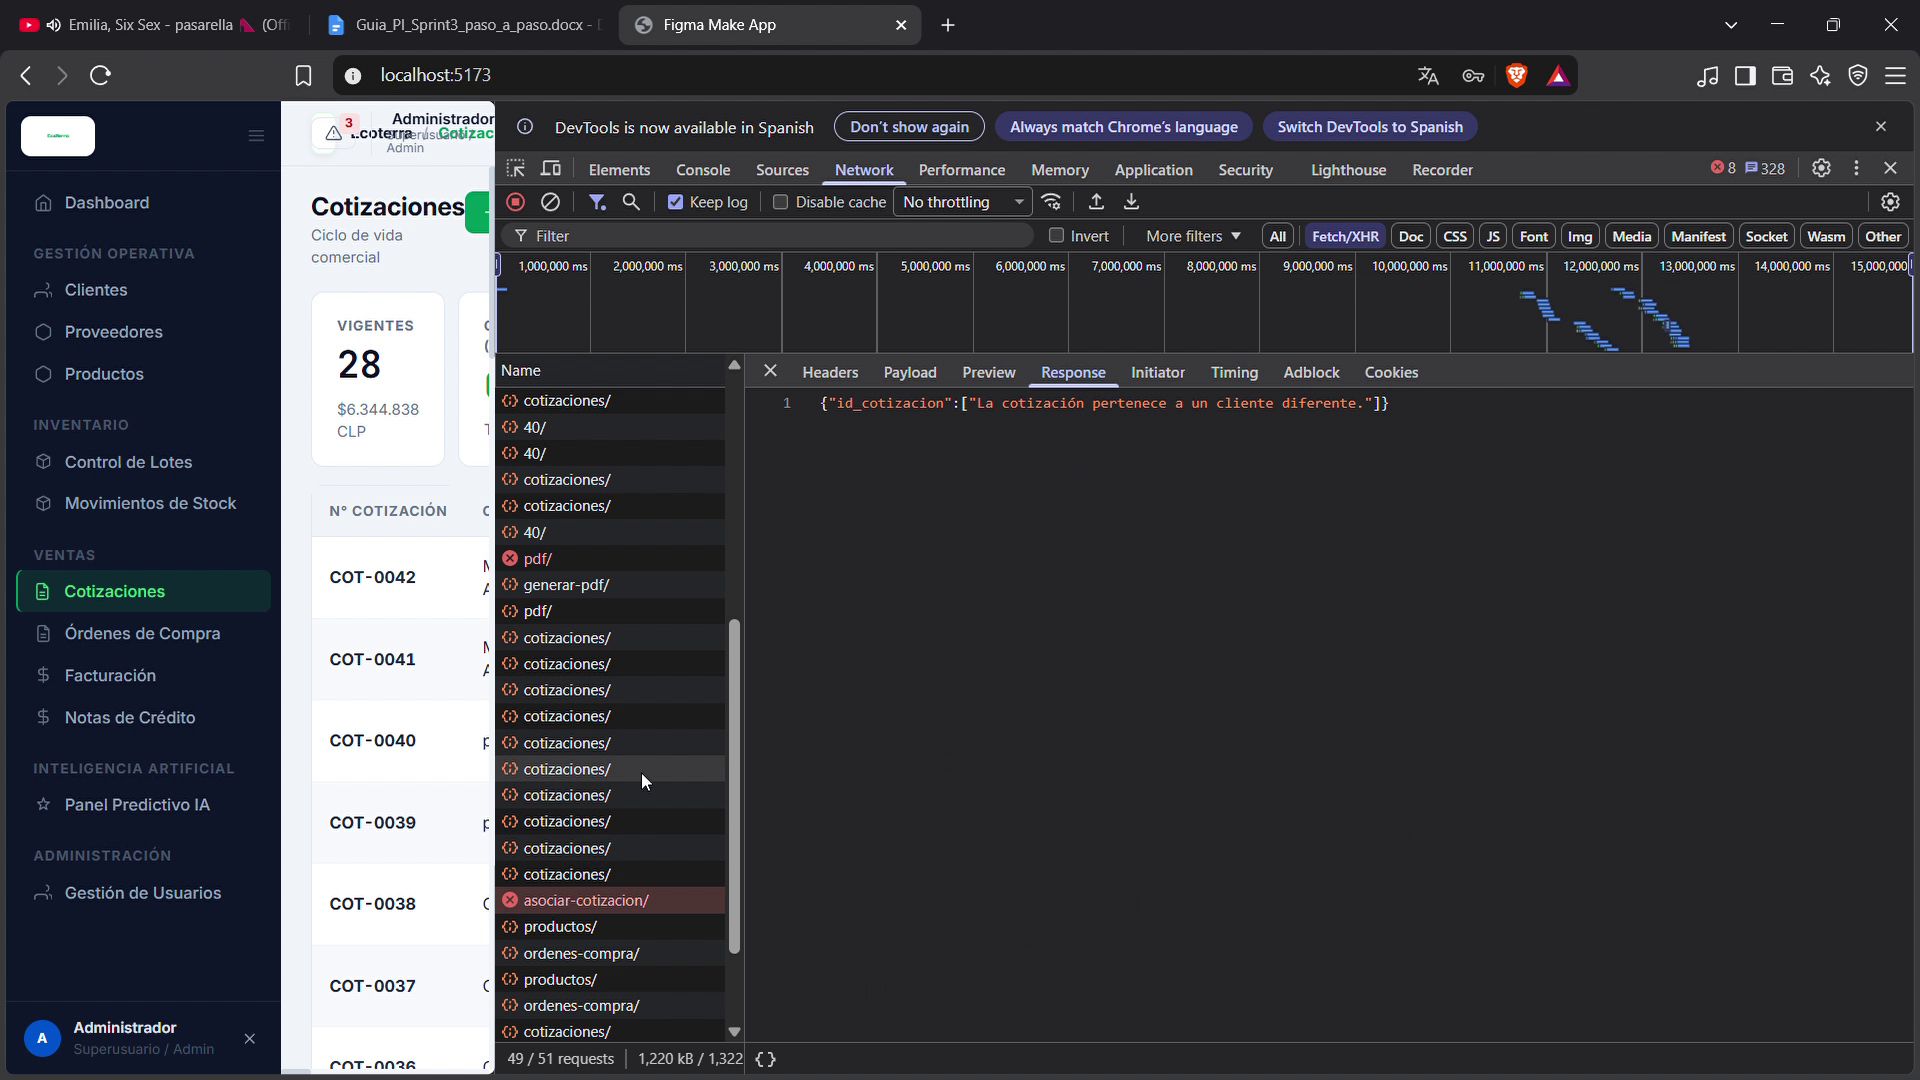 Emilia, Six Sex - pasarella
Guia_PI_Sprint3_paso_a_paso.docx -
Figma Make App
localhost:5173
Ecoterra
Dashboard
GESTIÓN OPERATIVA
Clientes
Proveedores
Productos
INVENTARIO
Control de Lotes
Movimientos de Stock
VENTAS
Cotizaciones
Órdenes de Compra
Facturación
Notas de Crédito
INTELIGENCIA ARTIFICIAL
Panel Predictivo IA
ADMINISTRACIÓN
Gestión de Usuarios
A
Administrador
Superusuario / Admin
3
Administrador
Admin
Cotizaciones
Ciclo de vida
comercial
VIGENTES
28
$6.344.838
CLP
N° COTIZACIÓN
COT-0042
COT-0041
COT-0040
COT-0039
COT-0038
COT-0037
COT-0036
DevTools is now available in Spanish
Don't show again
Always match Chrome's language
Switch DevTools to Spanish
Elements Console Sources Network Performance Memory Application Security Lighthouse Recorder
8 328
Keep log Disable cache No throttling
Filter Invert More filters All Fetch/XHR Doc CSS JS Font Img Media Manifest Socket Wasm Other
1,000,000 ms 2,000,000 ms 3,000,000 ms 4,000,000 ms 5,000,000 ms 6,000,000 ms 7,000,000 ms 8,000,000 ms 9,000,000 ms 10,000,000 ms 11,000,000 ms 12,000,000 ms 13,000,000 ms 14,000,000 ms 15,000,000
Name
cotizaciones/
40/
40/
cotizaciones/
cotizaciones/
40/
pdf/
generar-pdf/
pdf/
cotizaciones/
cotizaciones/
cotizaciones/
cotizaciones/
cotizaciones/
cotizaciones/
cotizaciones/
cotizaciones/
cotizaciones/
cotizaciones/
asociar-cotizacion/
productos/
ordenes-compra/
productos/
ordenes-compra/
cotizaciones/
49 / 51 requests 1,220 kB / 1,322
Headers Payload Preview Response Initiator Timing Adblock Cookies
1 {"id_cotizacion":["La cotización pertenece a un cliente diferente."]}